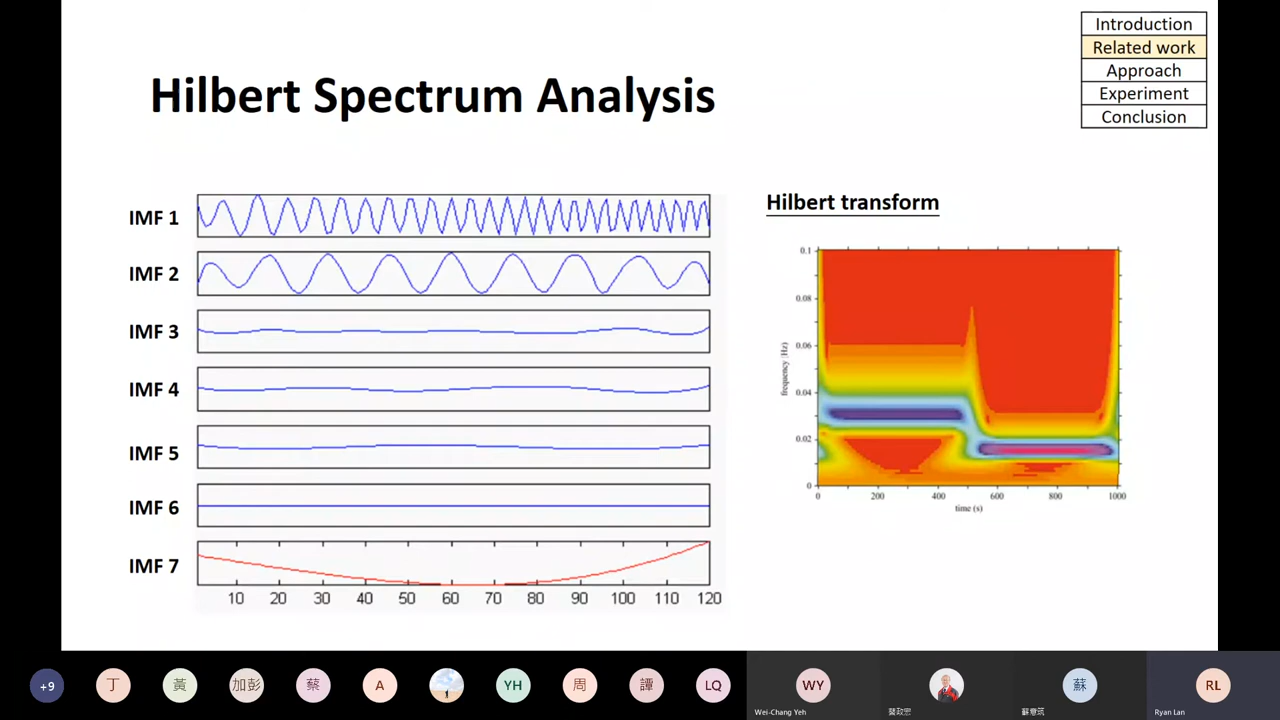 Introduction
Related work
Approach
Experiment
Conclusion
Hilbert Spectrum Analysis
IMF 1
IMF 2
IMF 3
IMF 4
IMF 5
IMF 6
IMF 7
10 20 30 40 50 60 70 80 90 100 110 120
Hilbert transform
0.1
0.08
0.06
0.04
0.02
0
frequency (Hz)
0 200 400 600 800 1000
time (s)
+9 丁 黃 加彭 蔡 A YH 周 譚 LQ WY 蘇 RL
Wei-Chang Yeh Ryan Lan